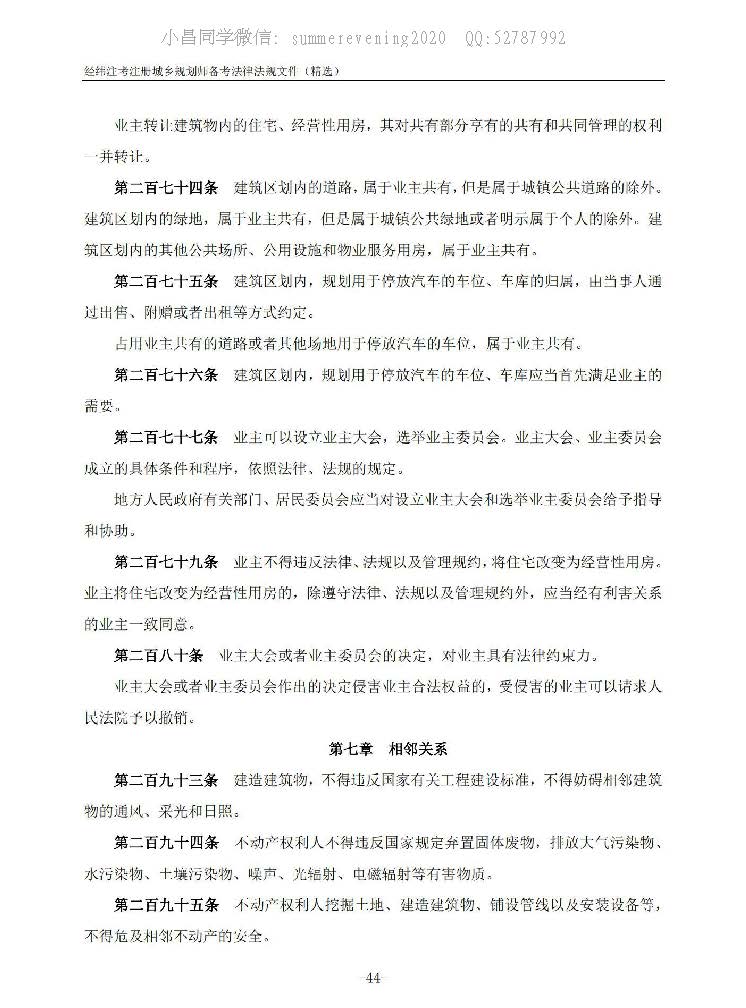 小昌同学微信: summerevening2020 QQ:52787992
经纬注考注册城乡规划师备考法律法规文件（精选）
业主转让建筑物内的住宅、经营性用房，其对共有部分享有的共有和共同管理的权利
一并转让。
第二百七十四条 建筑区划内的道路，属于业主共有，但是属于城镇公共道路的除外。
建筑区划内的绿地，属于业主共有，但是属于城镇公共绿地或者明示属于个人的除外。建
筑区划内的其他公共场所、公用设施和物业服务用房，属于业主共有。
第二百七十五条 建筑区划内，规划用于停放汽车的车位、车库的归属，由当事人通
过出售、附赠或者出租等方式约定。
占用业主共有的道路或者其他场地用于停放汽车的车位，属于业主共有。
第二百七十六条 建筑区划内，规划用于停放汽车的车位、车库应当首先满足业主的
需要。
第二百七十七条 业主可以设立业主大会，选举业主委员会。业主大会、业主委员会
成立的具体条件和程序，依照法律、法规的规定。
地方人民政府有关部门、居民委员会应当对设立业主大会和选举业主委员会给予指导
和协助。
第二百七十九条 业主不得违反法律、法规以及管理规约，将住宅改变为经营性用房。
业主将住宅改变为经营性用房的，除遵守法律、法规以及管理规约外，应当经有利害关系
的业主一致同意。
第二百八十条 业主大会或者业主委员会的决定，对业主具有法律约束力。
业主大会或者业主委员会作出的决定侵害业主合法权益的，受侵害的业主可以请求人
民法院予以撤销。
第七章 相邻关系
第二百九十三条 建造建筑物，不得违反国家有关工程建设标准，不得妨碍相邻建筑
物的通风、采光和日照。
第二百九十四条 不动产权利人不得违反国家规定弃置固体废物，排放大气污染物、
水污染物、土壤污染物、噪声、光辐射、电磁辐射等有害物质。
第二百九十五条 不动产权利人挖掘土地、建造建筑物、铺设管线以及安装设备等，
不得危及相邻不动产的安全。
-44-